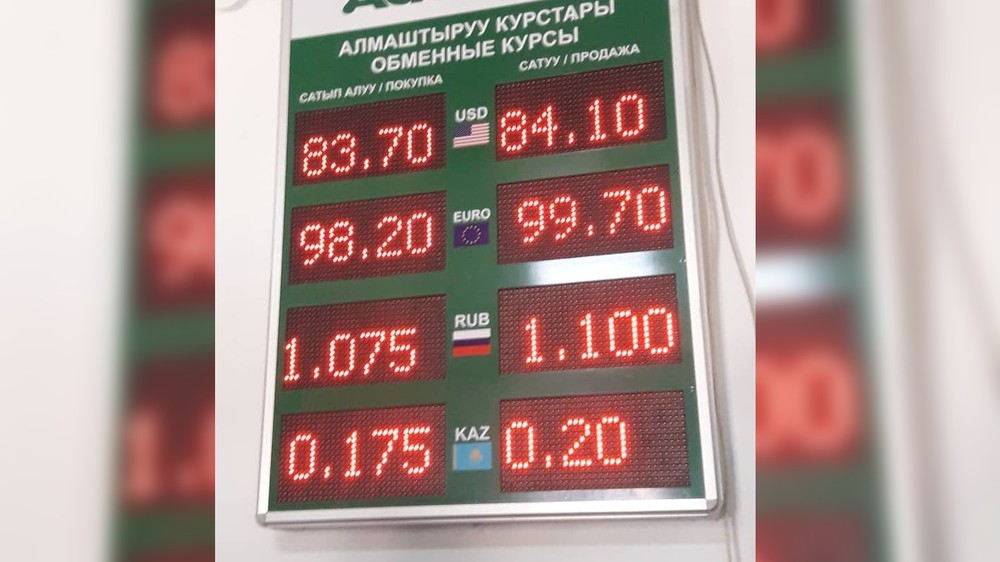 АЛМАШТЫРУУ КУРСТАРЫ
ОБМЕННЫЕ КУРСЫ
САТЫП АЛУУ / ПОКУПКА САТУУ / ПРОДАЖА
83.70 USD 84.10
98.20 EURO 99.70
1.075 RUB 1.100
0.175 KAZ 0.20